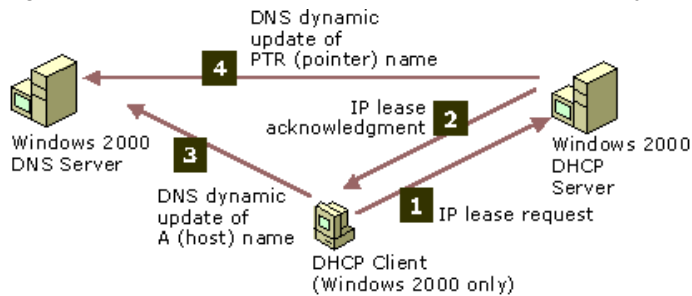 DNS dynamic
update of
PTR (pointer) name
4
Windows 2000
DNS Server
IP lease
acknowledgment
2
Windows 2000
DHCP
Server
3
DNS dynamic
update of
A (host) name
1
IP lease request
DHCP Client
(Windows 2000 only)